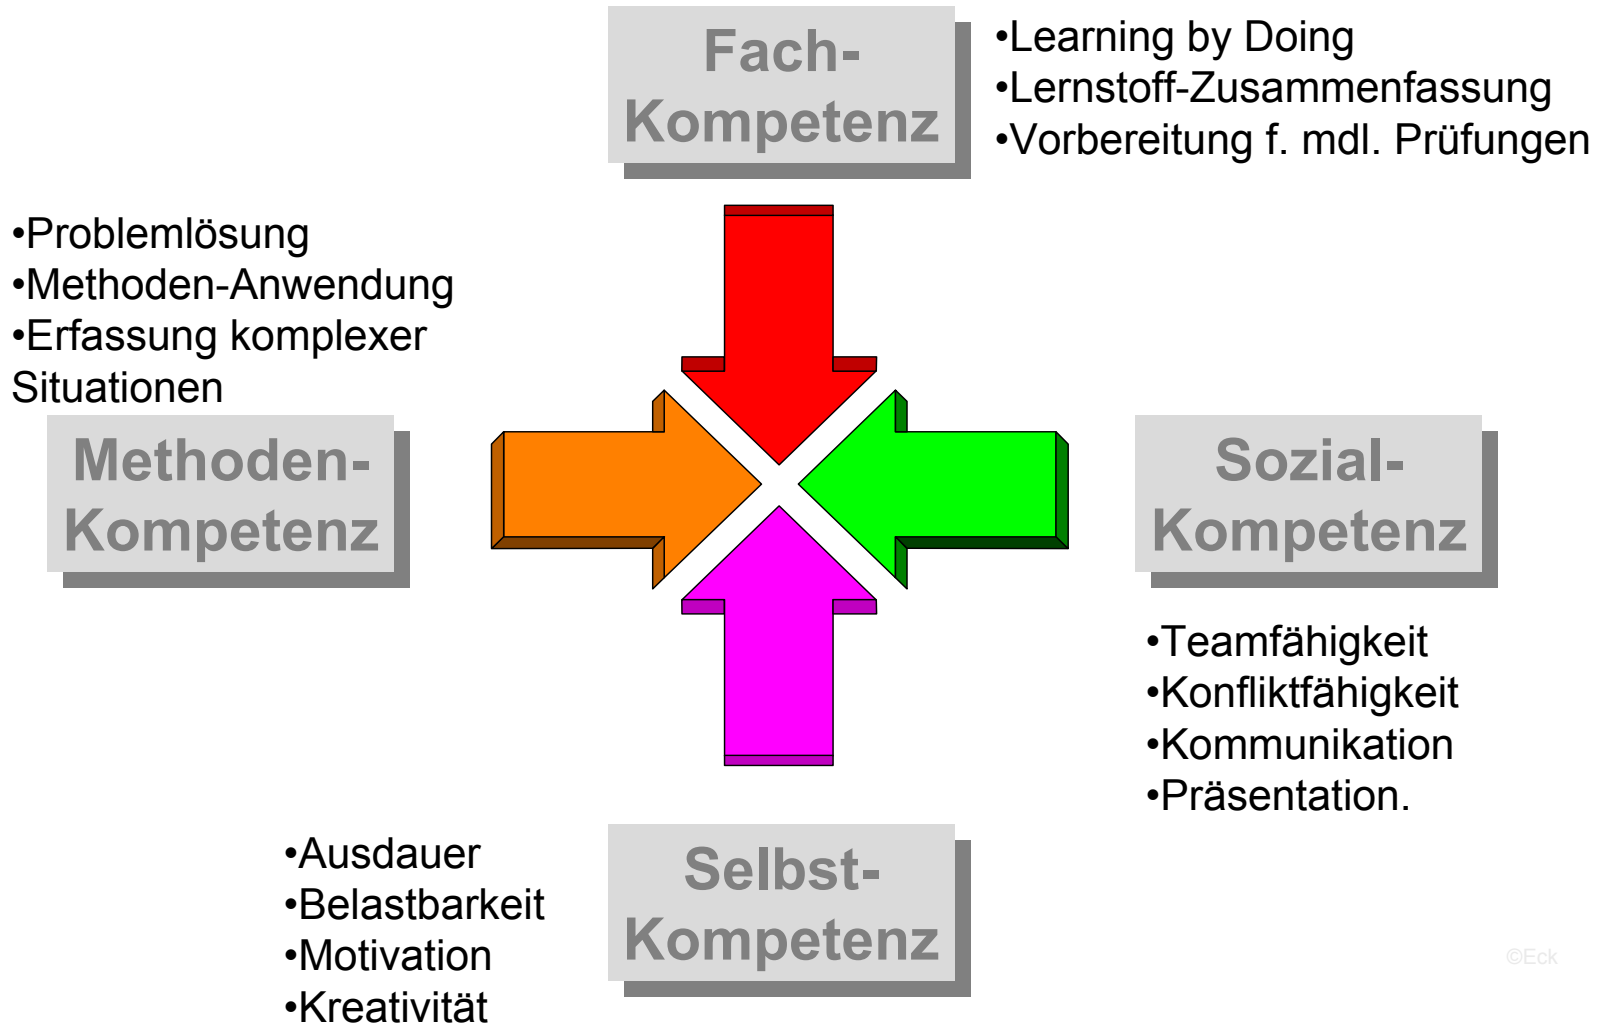 Fach-
Kompetenz
•Learning by Doing
•Lernstoff-Zusammenfassung
•Vorbereitung f. mdl. Prüfungen
•Problemlösung
•Methoden-Anwendung
•Erfassung komplexer
Situationen
Methoden-
Kompetenz
Sozial-
Kompetenz
•Teamfähigkeit
•Konfliktfähigkeit
•Kommunikation
•Präsentation.
•Ausdauer
•Belastbarkeit
•Motivation
•Kreativität
Selbst-
Kompetenz
©Eck